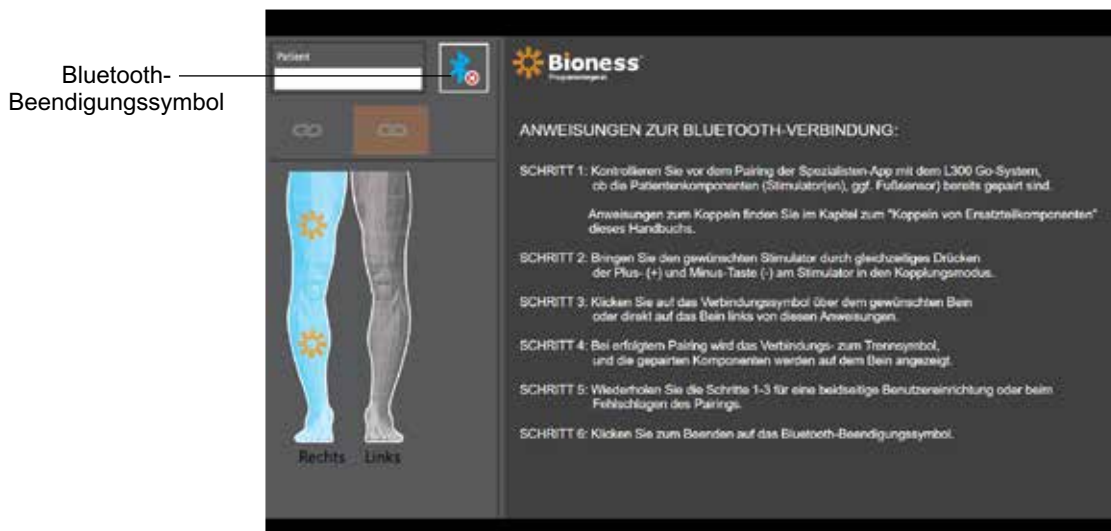 Bluetooth-
Beendigungssymbol
Patient
Bioness
Programmiergerät
ANWEISUNGEN ZUR BLUETOOTH-VERBINDUNG:
SCHRITT 1: Kontrollieren Sie vor dem Pairing der Spezialisten-App mit dem L300 Go-System,
ob die Patientenkomponenten (Stimulator(en), ggf. Fußsensor) bereits gepairt sind.
Anweisungen zum Koppeln finden Sie im Kapitel zum "Koppeln von Ersatzteilkomponenten"
dieses Handbuchs.
SCHRITT 2: Bringen Sie den gewünschten Stimulator durch gleichzeitiges Drücken
der Plus- (+) und Minus-Taste (-) am Stimulator in den Kopplungsmodus.
SCHRITT 3: Klicken Sie auf das Verbindungssymbol über dem gewünschten Bein
oder direkt auf das Bein links von diesen Anweisungen.
SCHRITT 4: Bei erfolgtem Pairing wird das Verbindungs- zum Trennsymbol,
und die gepairten Komponenten werden auf dem Bein angezeigt.
SCHRITT 5: Wiederholen Sie die Schritte 1-3 für eine beidseitige Benutzereinrichtung oder beim
Fehlschlagen des Pairings.
SCHRITT 6: Klicken Sie zum Beenden auf das Bluetooth-Beendigungssymbol.
Rechts Links